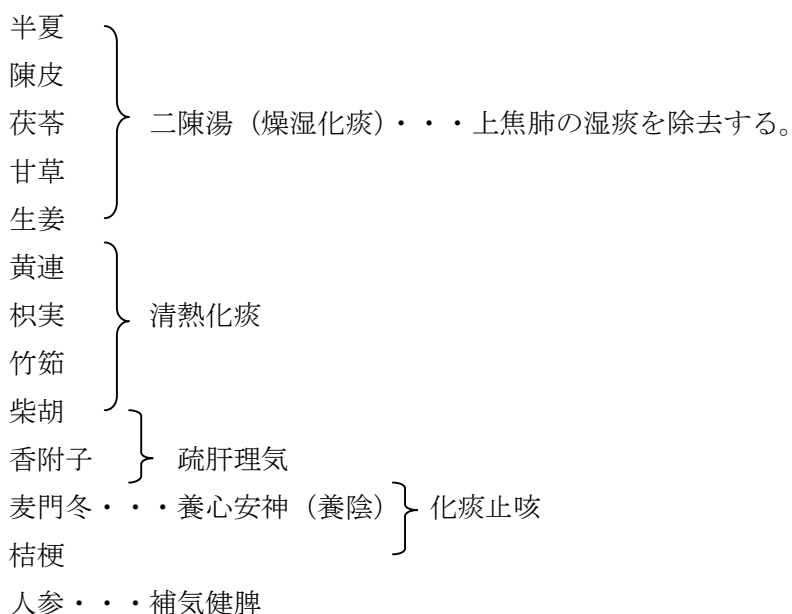 半夏
陳皮
茯苓 二陳湯（燥湿化痰）・・・上焦肺の湿痰を除去する。
甘草
生姜
黄連
枳実 清熱化痰
竹筎
柴胡
香附子 疏肝理気
麦門冬・・・養心安神（養陰） 化痰止咳
桔梗
人参・・・補気健脾